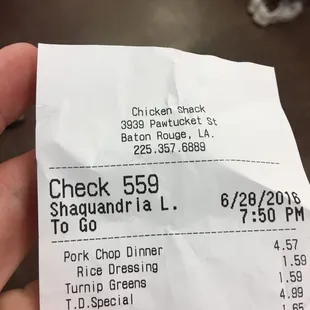 Chicken Shack
3939 Pawtucket St
Baton Rouge, LA.
225.357.6889
Check 559
Shaquandria L. 6/28/2016
To Go 7:50 PM
Pork Chop Dinner 4.57
Rice Dressing 1.59
Turnip Greens 1.59
T.D.Special 4.99
1.65